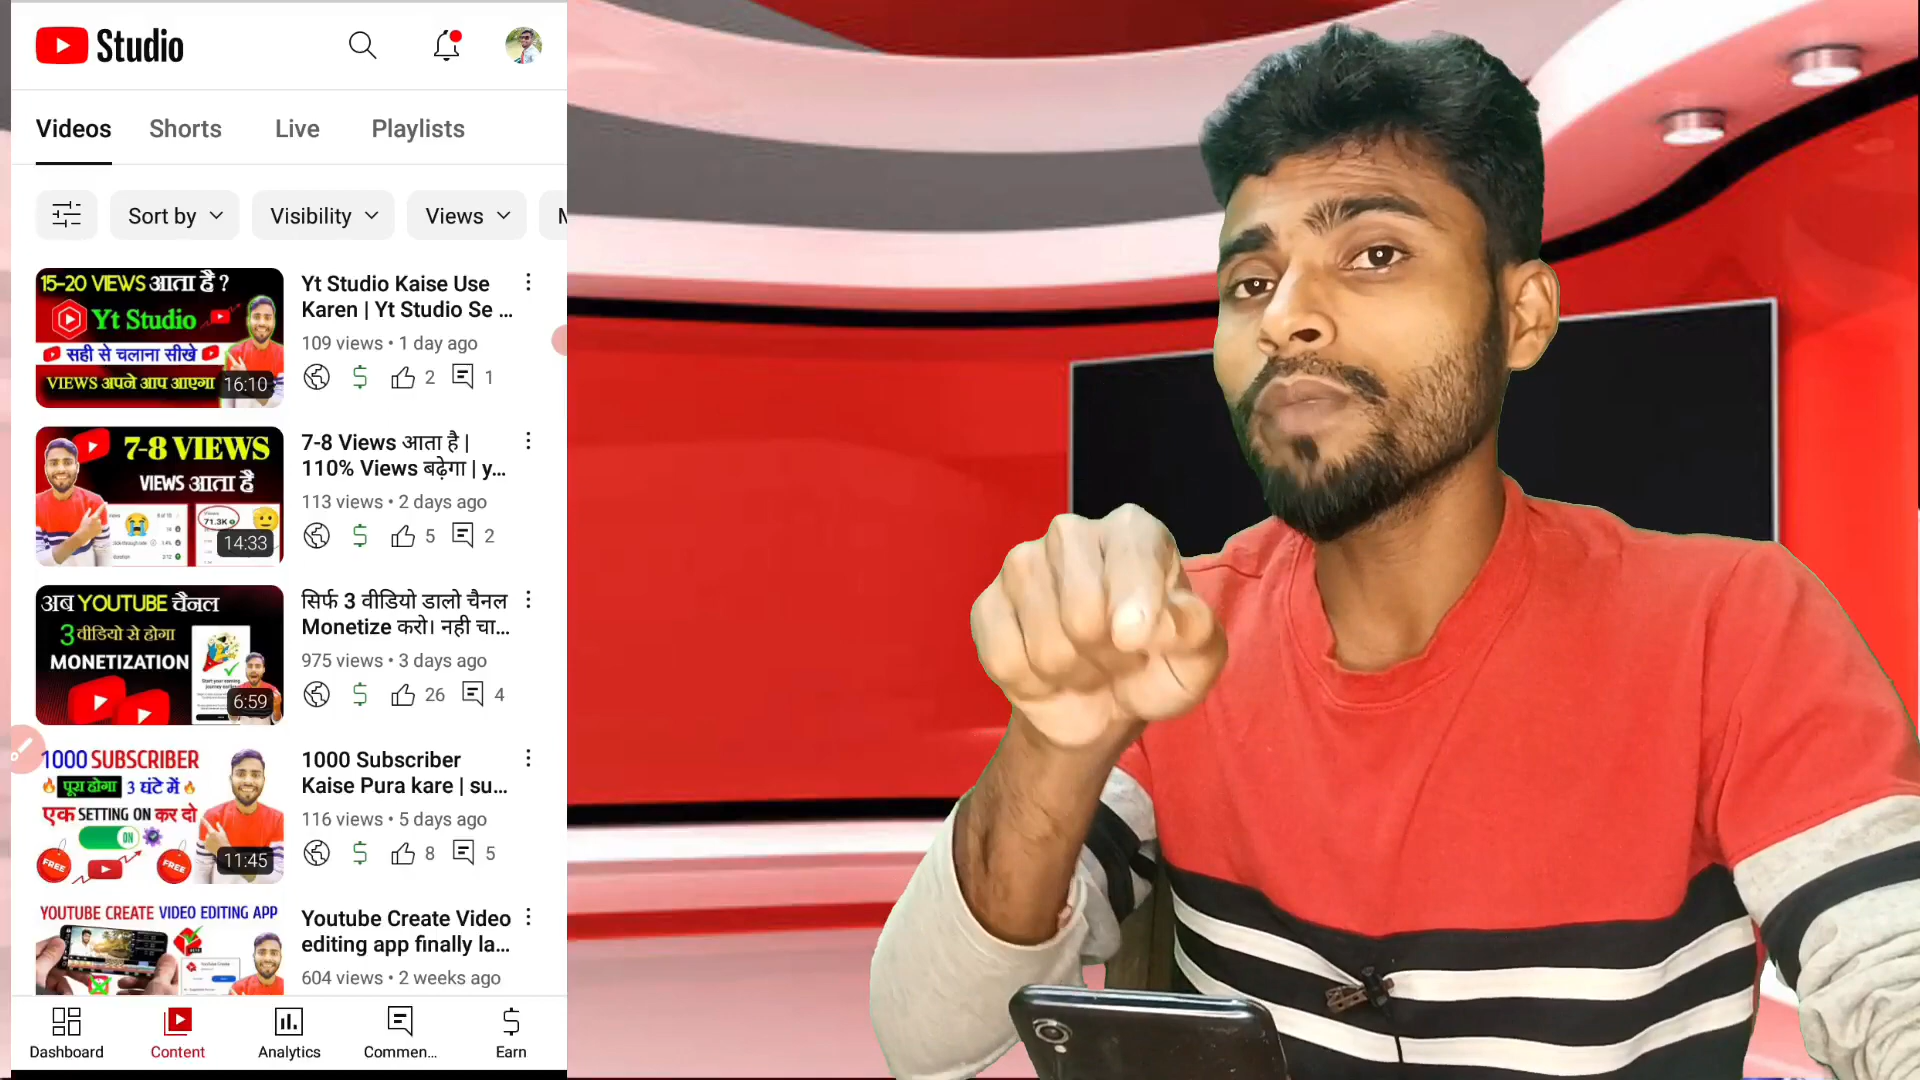 Studio
Videos Shorts Live Playlists
Sort by Visibility Views
15-20 VIEWS आता है ?
Yt Studio
सही से चलाना सीखे
VIEWS अपने आप आएगा
16:10
Yt Studio Kaise Use
Karen | Yt Studio Se ...
109 views • 1 day ago
2 1
7-8 VIEWS
VIEWS आता है
71.3K
14:33
7-8 Views आता है |
110% Views बढ़ेगा | y...
113 views • 2 days ago
5 2
अब YOUTUBE चैनल
3 वीडियो से होगा
MONETIZATION
6:59
सिर्फ 3 वीडियो डालो चैनल
Monetize करो। नही चा...
975 views • 3 days ago
26 4
1000 SUBSCRIBER
पूरा होगा 3 घंटे में
एक SETTING ON कर दो
ON
FREE
FREE
11:45
1000 Subscriber
Kaise Pura kare | su...
116 views • 5 days ago
8 5
YOUTUBE CREATE VIDEO EDITING APP
Youtube Create Video
editing app finally la...
604 views • 2 weeks ago
Dashboard Content Analytics Commen... Earn